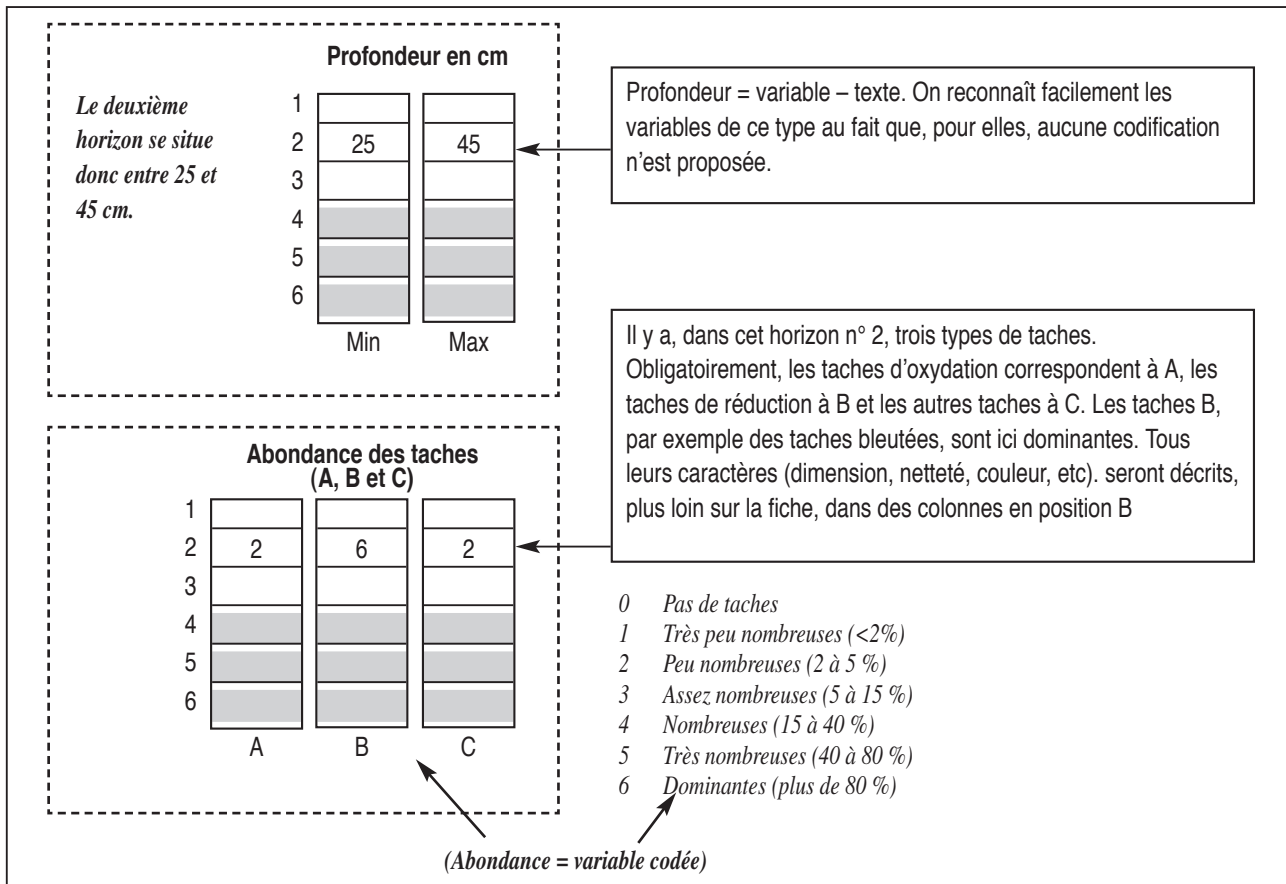 Profondeur en cm
Le deuxième
horizon se situe
donc entre 25 et
45 cm.
1
2 25 45
3
4
5
6
Min Max
Profondeur = variable – texte. On reconnaît facilement les
variables de ce type au fait que, pour elles, aucune codification
n'est proposée.
Il y a, dans cet horizon n° 2, trois types de taches.
Obligatoirement, les taches d'oxydation correspondent à A, les
taches de réduction à B et les autres taches à C. Les taches B,
par exemple des taches bleutées, sont ici dominantes. Tous
leurs caractères (dimension, netteté, couleur, etc). seront décrits,
plus loin sur la fiche, dans des colonnes en position B
Abondance des taches
(A, B et C)
1
2 2 6 2
3
4
5
6
A B C
0 Pas de taches
1 Très peu nombreuses (<2%)
2 Peu nombreuses (2 à 5 %)
3 Assez nombreuses (5 à 15 %)
4 Nombreuses (15 à 40 %)
5 Très nombreuses (40 à 80 %)
6 Dominantes (plus de 80 %)
(Abondance = variable codée)